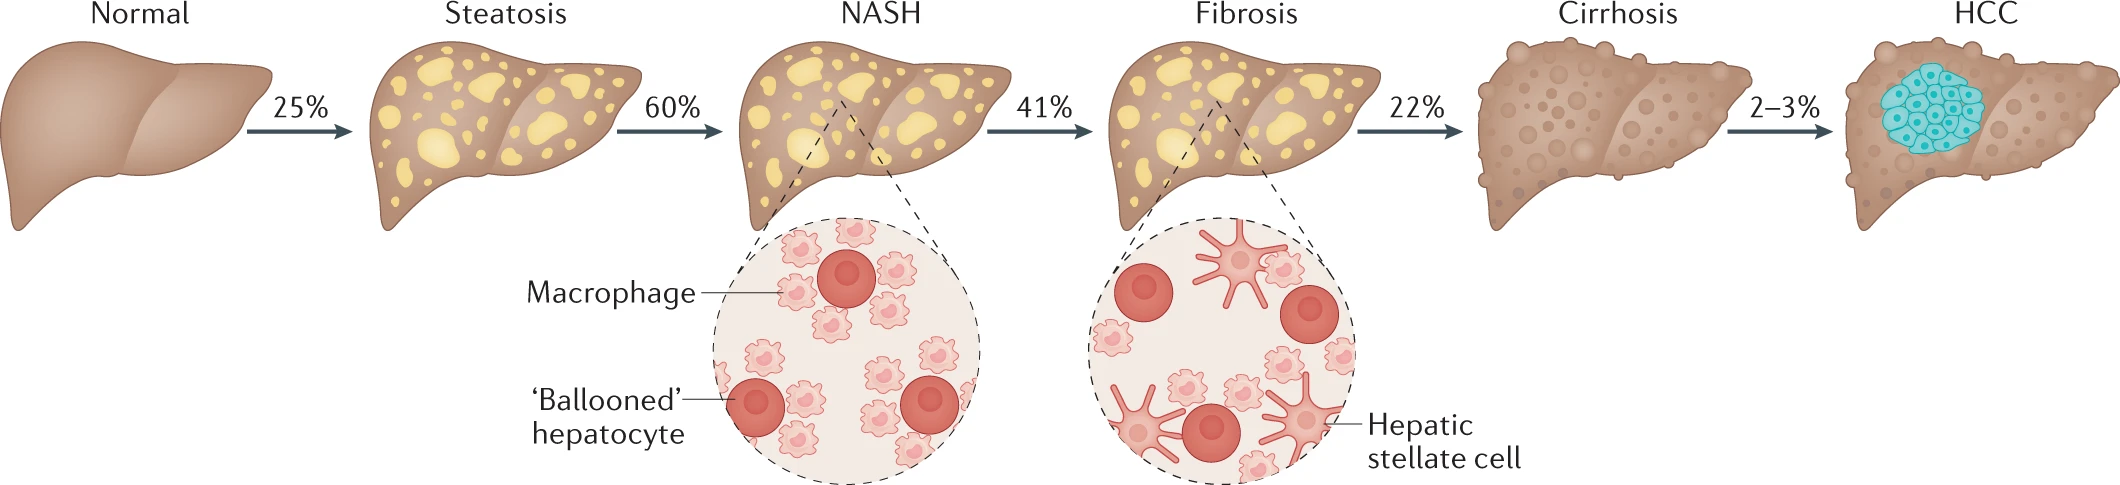 Normal
Steatosis
NASH
Fibrosis
Cirrhosis
HCC
25%
60%
41%
22%
2–3%
Macrophage
‘Ballooned’
hepatocyte
Hepatic
stellate cell